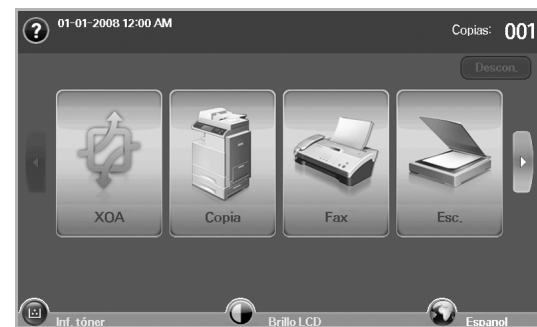 ? 01-01-2008 12:00 AM
Copias: 001
Descon.
XOA
Copia
Fax
Esc.
Inf. tóner
Brillo LCD
Espanol